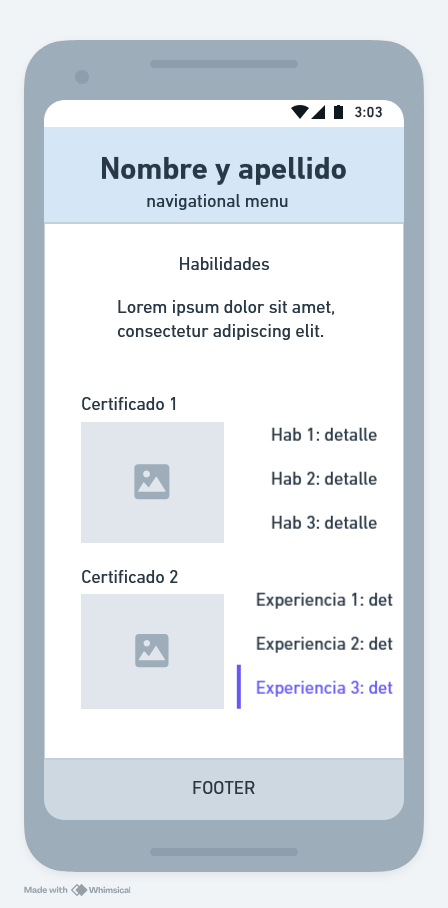 3:03
Nombre y apellido
navigational menu
Habilidades
Lorem ipsum dolor sit amet,
consectetur adipiscing elit.
Certificado 1
Hab 1: detalle
Hab 2: detalle
Hab 3: detalle
Certificado 2
Experiencia 1: det
Experiencia 2: det
Experiencia 3: det
FOOTER
Made with Whimsical